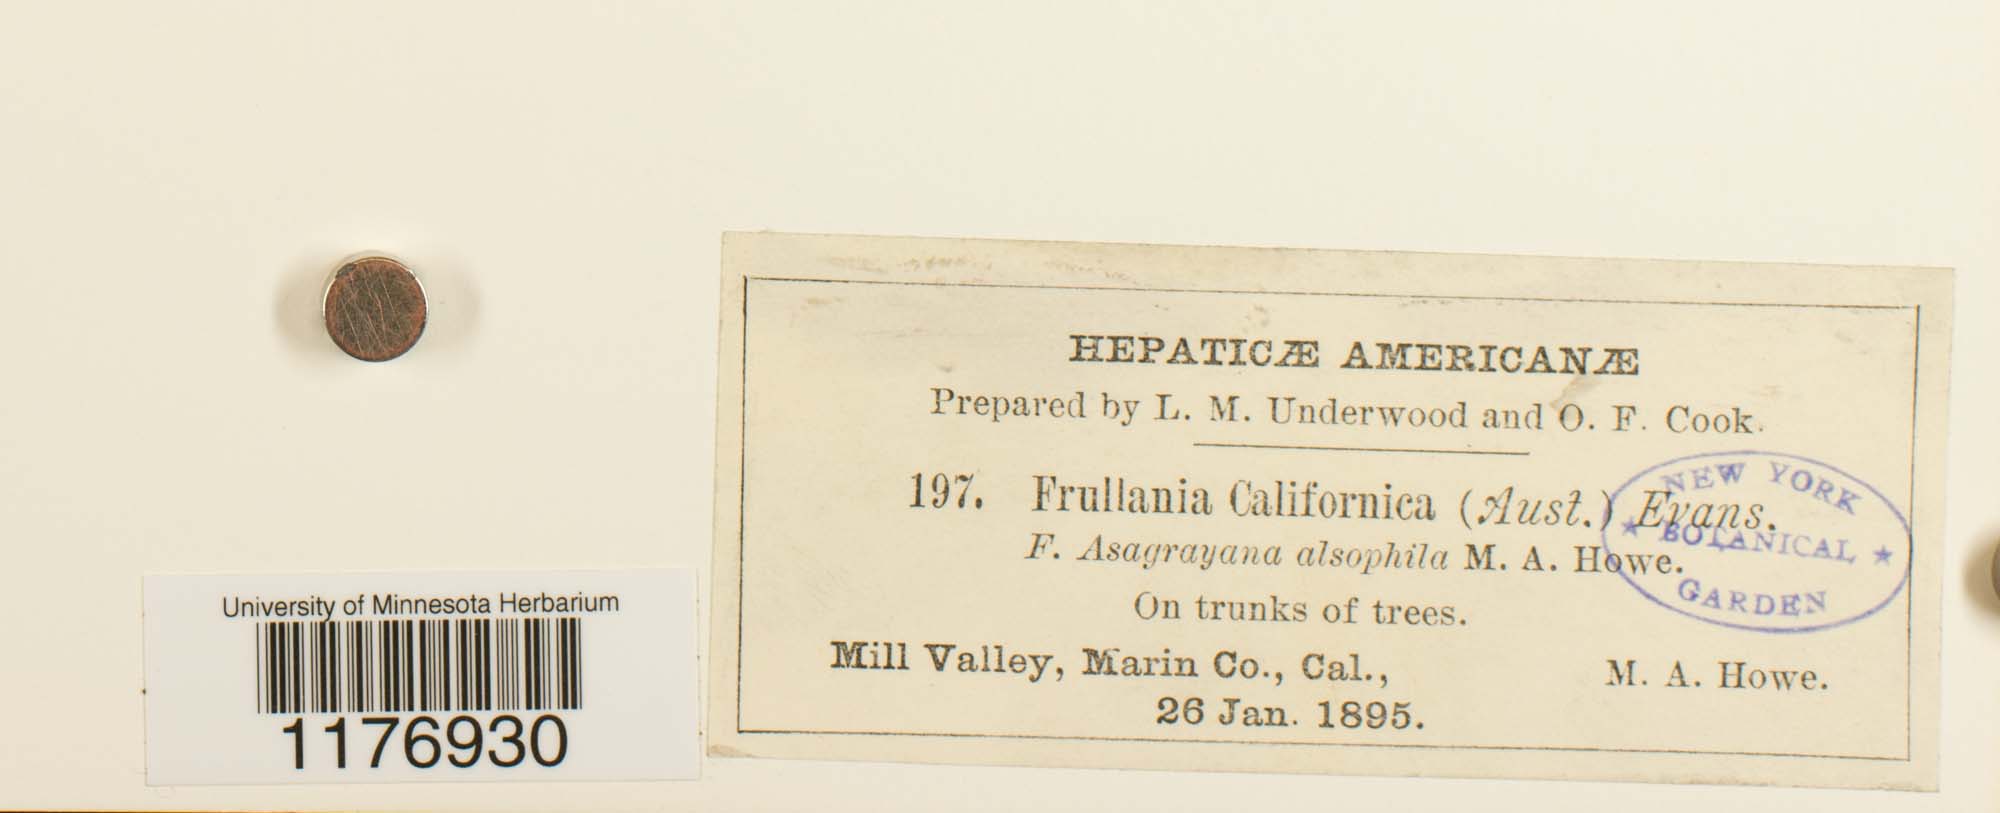 HEPATICÆ AMERICANÆ
Prepared by L. M. Underwood and O. F. Cook.
197. Frullania Californica (Aust.) Evans.
F. Asagrayana alsophila M. A. Howe.
On trunks of trees.
Mill Valley, Marin Co., Cal., M. A. Howe.
26 Jan. 1895.
NEW YORK
BOTANICAL
GARDEN
University of Minnesota Herbarium
1176930